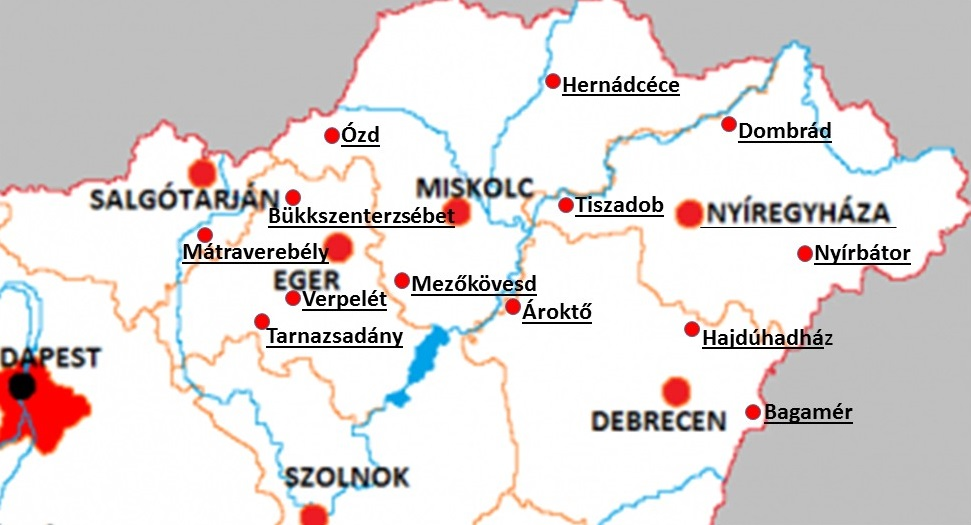 Hernádcéce
Dombrád
Ózd
SALGÓTARJÁN
MISKOLC
Bükkszenterzsébet
Tiszadob
NYÍREGYHÁZA
Mátraverebély
Nyírbátor
EGER
Mezőkövesd
Verpelét
Ároktő
Tarnazsadány
Hajdúhadház
DAPEST
DEBRECEN
Bagamér
SZOLNOK